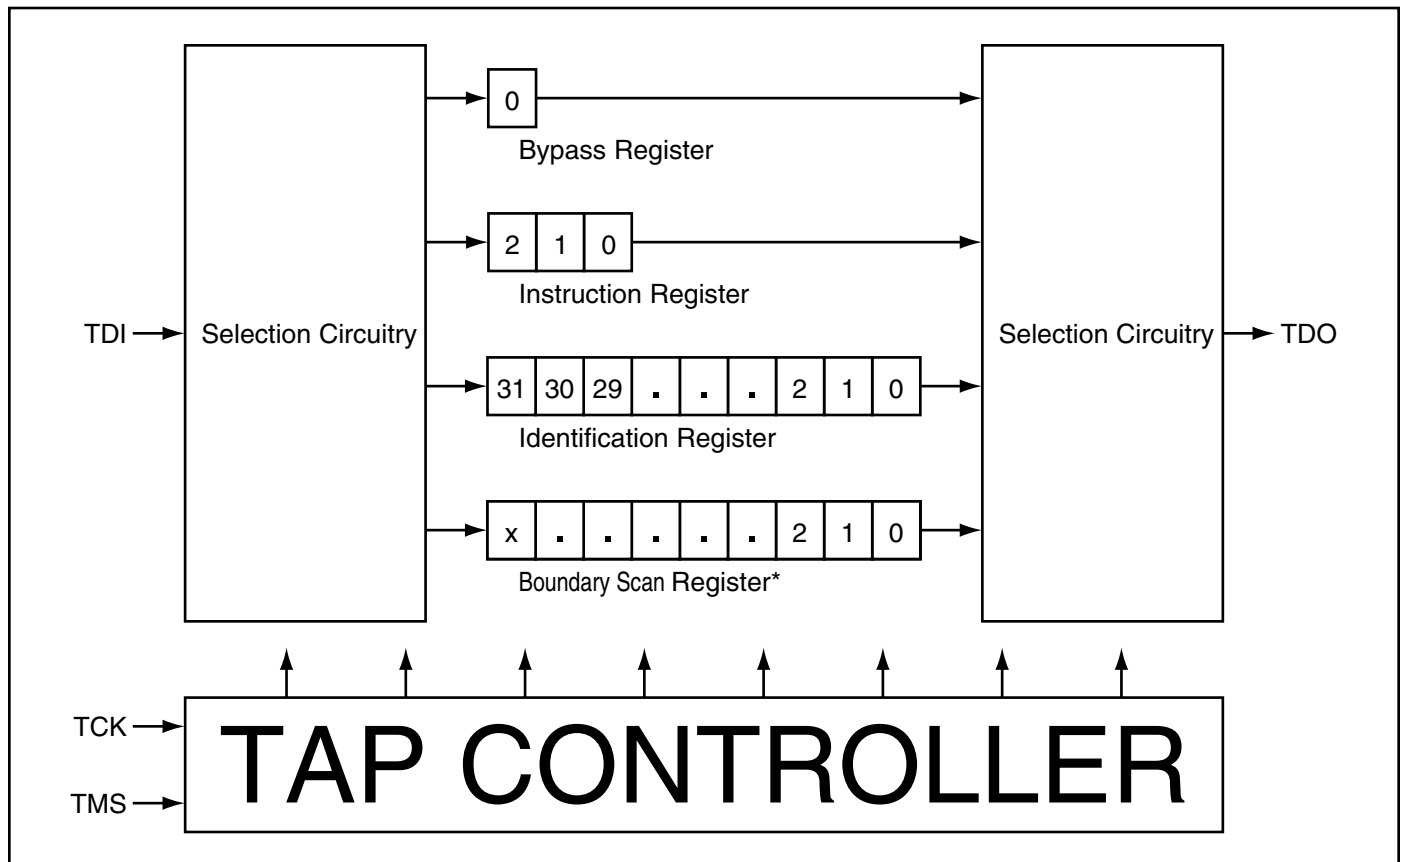 0
Bypass Register
2 1 0
Instruction Register
TDI Selection Circuitry Selection Circuitry TDO
31 30 29 . . . 2 1 0
Identification Register
x . . . . . 2 1 0
Boundary Scan Register*
TCK
TAP CONTROLLER
TMS